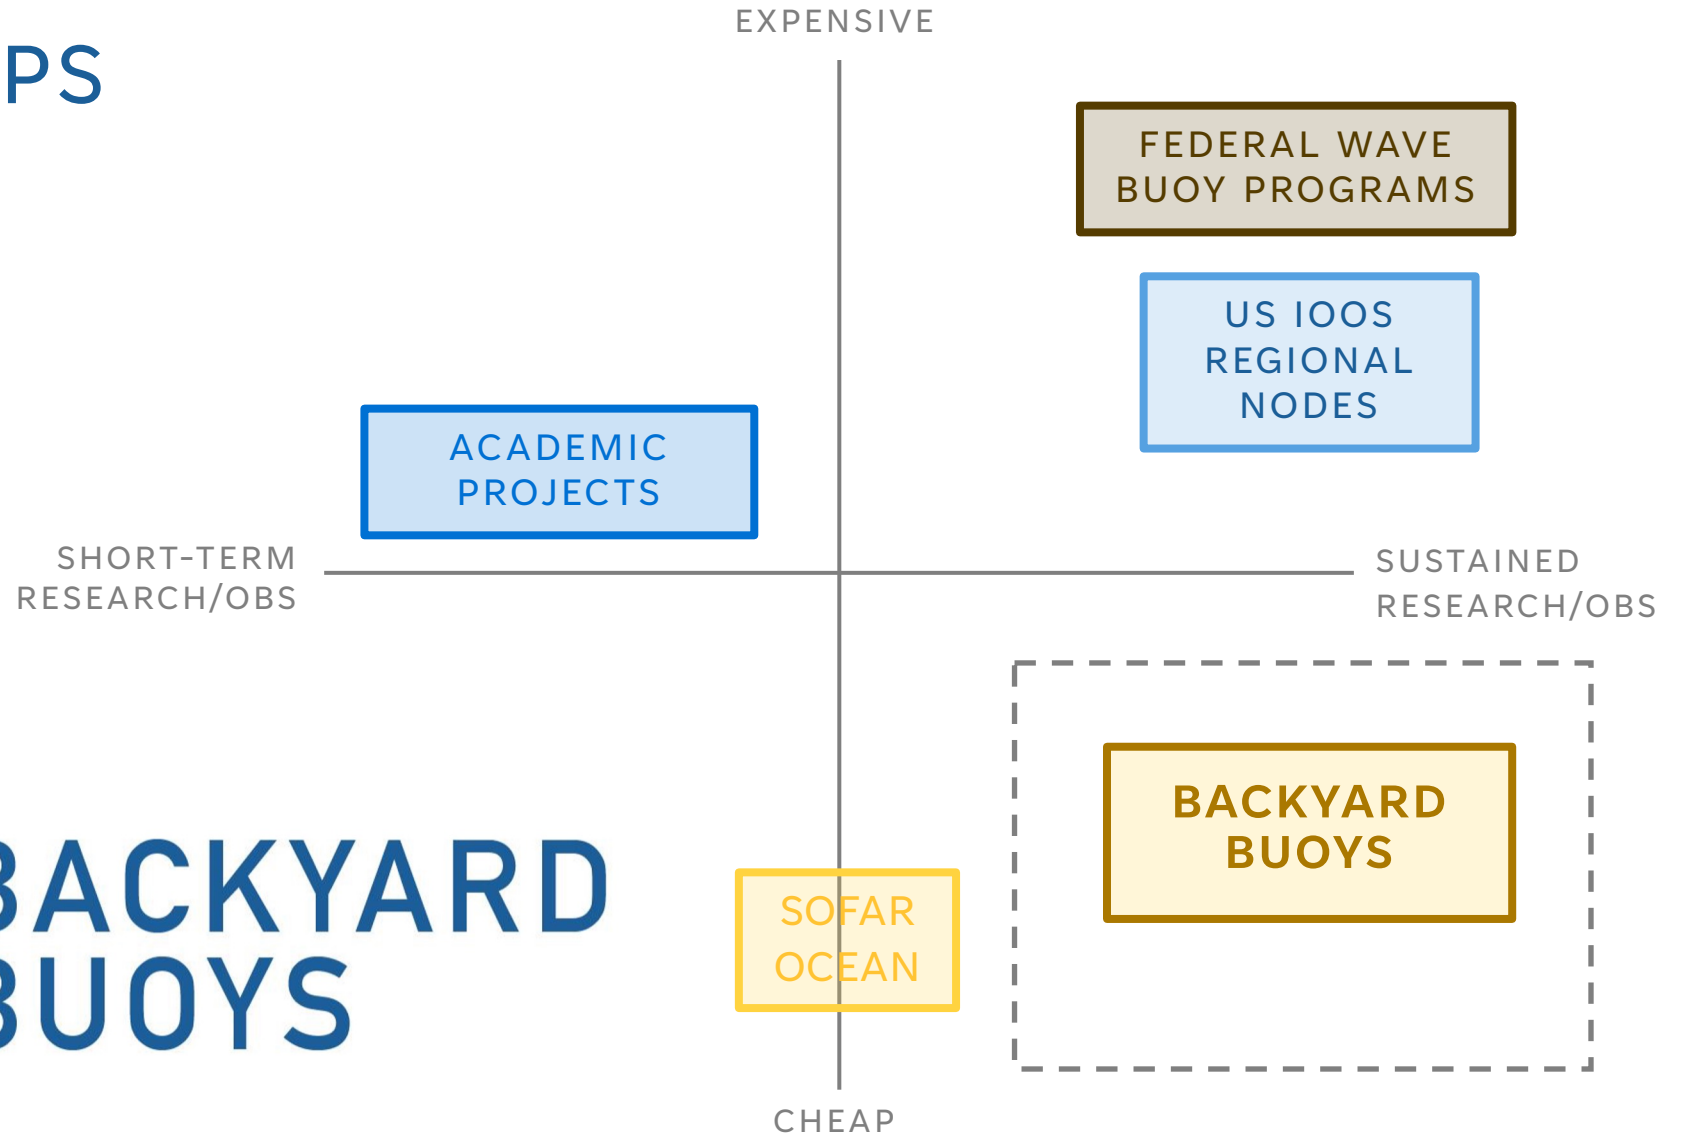 EXPENSIVE
PS
FEDERAL WAVE
BUOY PROGRAMS
US IOOS
REGIONAL
NODES
ACADEMIC
PROJECTS
SHORT-TERM
RESEARCH/OBS
SUSTAINED
RESEARCH/OBS
BACKYARD
BUOYS
BACKYARD
BUOYS
SOFAR
OCEAN
CHEAP